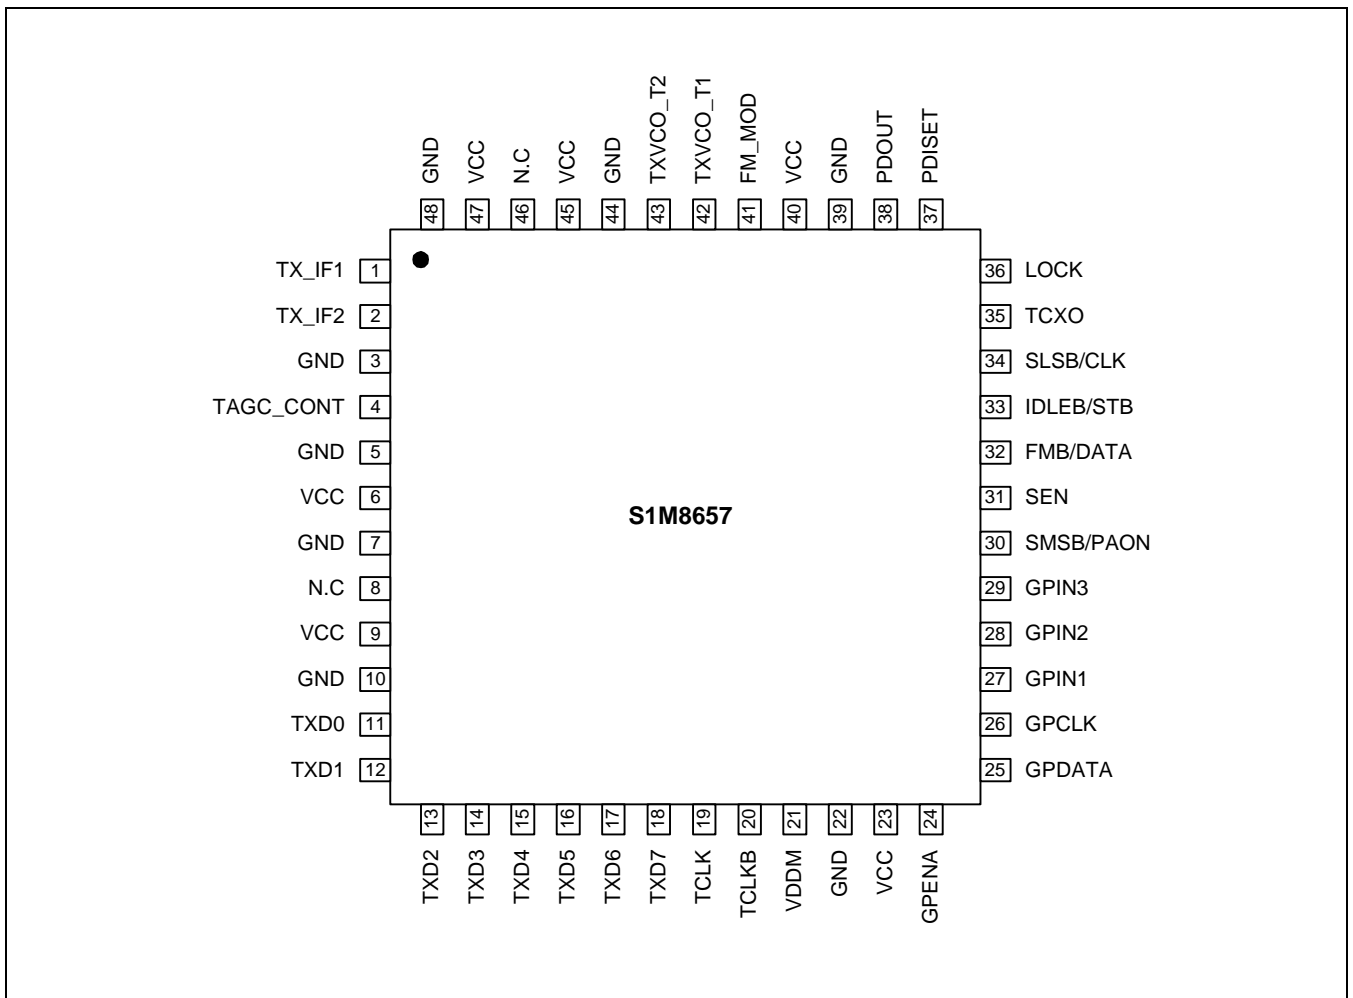 GND
VCC
N.C
VCC
GND
TXVCO_T2
TXVCO_T1
FM_MOD
VCC
GND
PDOUT
PDISET
48
47
46
45
44
43
42
41
40
39
38
37
TX_IF1 1
TX_IF2 2
GND 3
TAGC_CONT 4
GND 5
VCC 6
GND 7
N.C 8
VCC 9
GND 10
TXD0 11
TXD1 12
S1M8657
36 LOCK
35 TCXO
34 SLSB/CLK
33 IDLEB/STB
32 FMB/DATA
31 SEN
30 SMSB/PAON
29 GPIN3
28 GPIN2
27 GPIN1
26 GPCLK
25 GPDATA
13
14
15
16
17
18
19
20
21
22
23
24
TXD2
TXD3
TXD4
TXD5
TXD6
TXD7
TCLK
TCLKB
VDDM
GND
VCC
GPENA